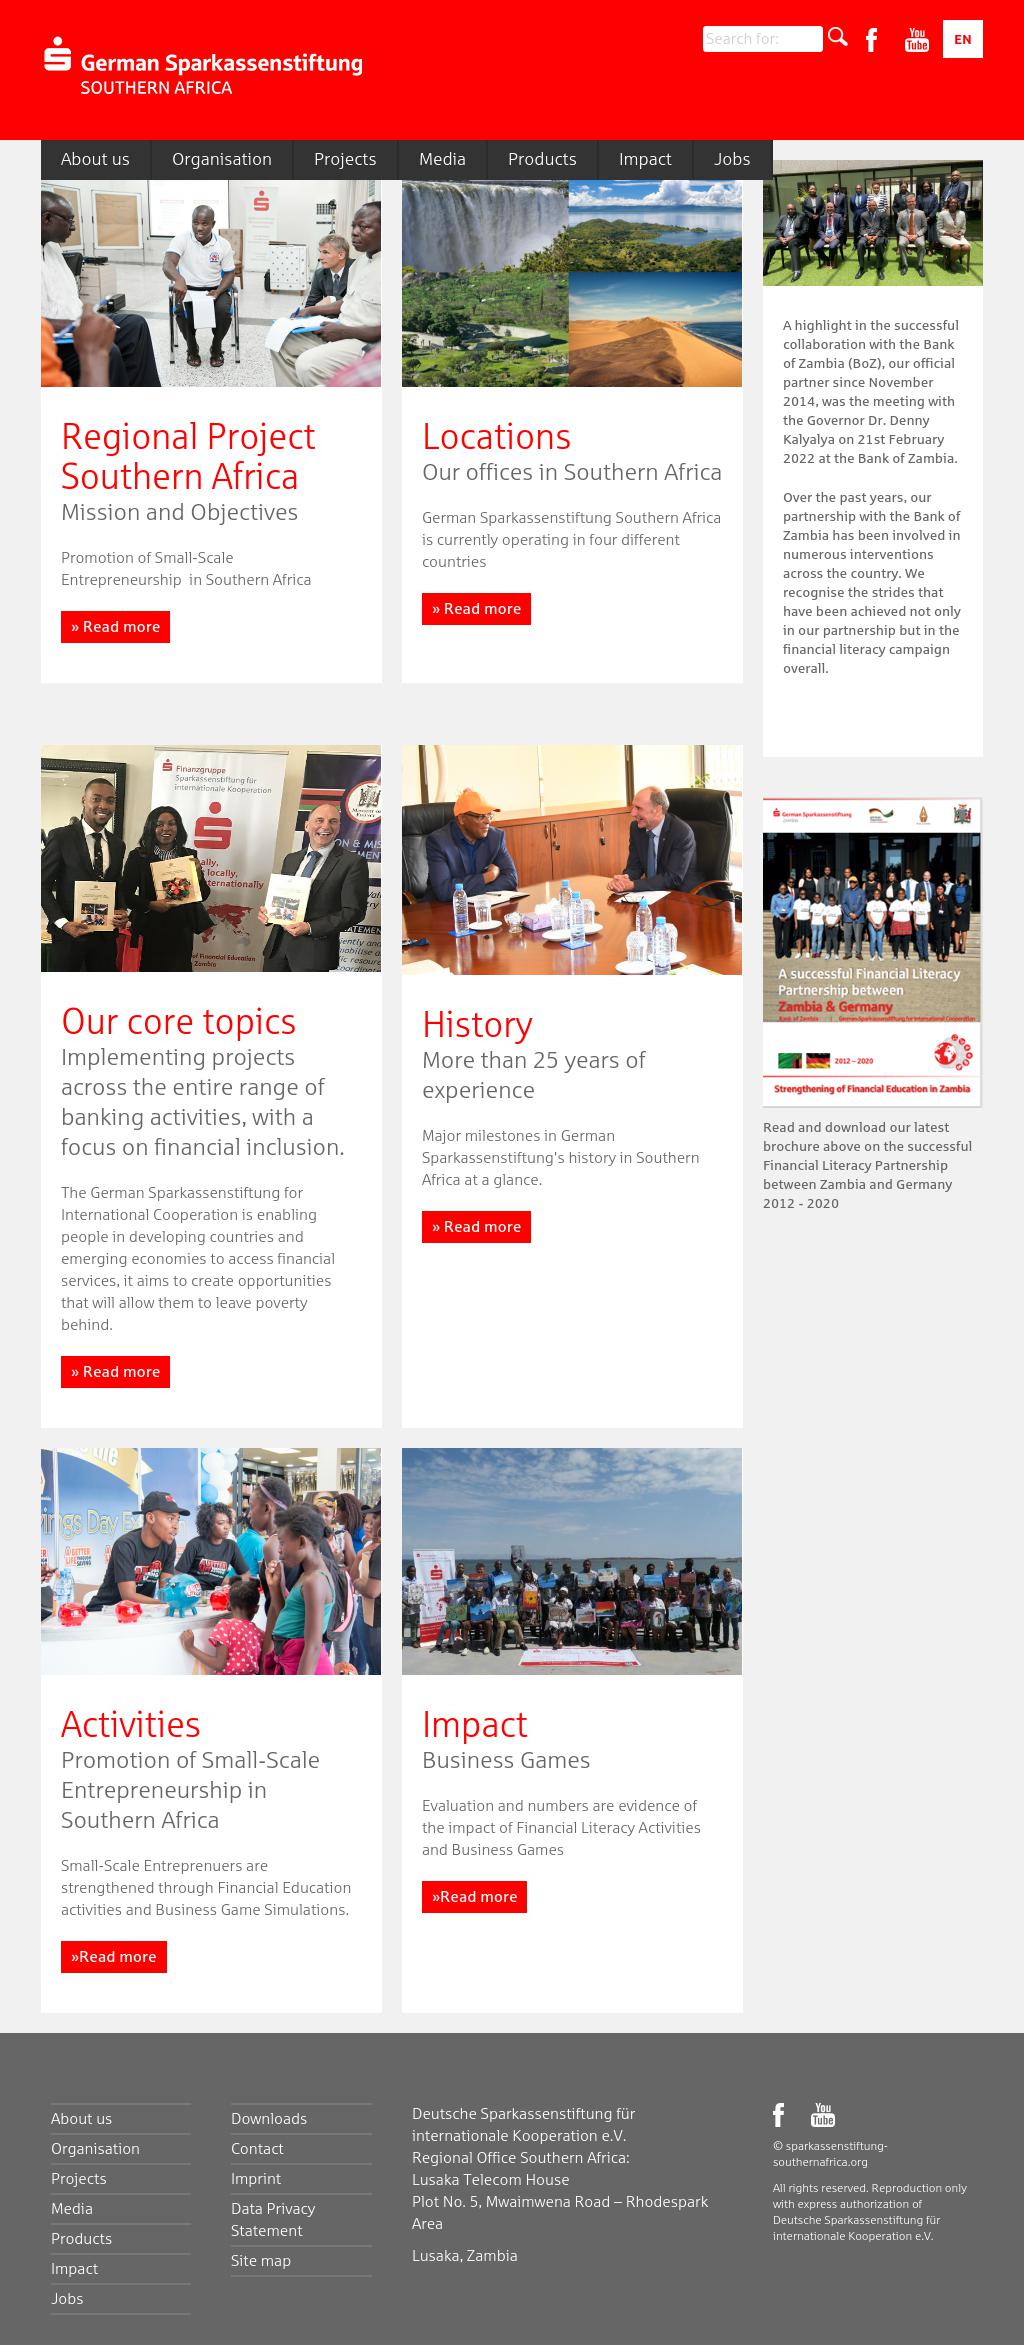 Search for:
You
Tube
EN
German Sparkassenstiftung
SOUTHERN AFRICA
About us
Organisation
Projects
Media
Products
Impact
Jobs
Regional Project
Southern Africa
Mission and Objectives
Promotion of Small-Scale
Entrepreneurship  in Southern Africa
» Read more
Locations
Our offices in Southern Africa
German Sparkassenstiftung Southern Africa
is currently operating in four different
countries
» Read more
A highlight in the successful
collaboration with the Bank
of Zambia (BoZ), our official
partner since November
2014, was the meeting with
the Governor Dr. Denny
Kalyalya on 21st February
2022 at the Bank of Zambia.
Over the past years, our
partnership with the Bank of
Zambia has been involved in
numerous interventions
across the country. We
recognise the strides that
have been achieved not only
in our partnership but in the
financial literacy campaign
overall.
Finanzgruppe
Sparkassenstiftung für
internationale Kooperation
Our core topics
Implementing projects
across the entire range of
banking activities, with a
focus on financial inclusion.
The German Sparkassenstiftung for
International Cooperation is enabling
people in developing countries and
emerging economies to access financial
services, it aims to create opportunities
that will allow them to leave poverty
behind.
» Read more
History
More than 25 years of
experience
Major milestones in German
Sparkassenstiftung's history in Southern
Africa at a glance.
» Read more
German Sparkassenstiftung
A successful Financial Literacy
Partnership between
Zambia & Germany
Bank of Zambia | German Sparkassenstiftung for International Cooperation
2012 – 2020
Strengthening of Financial Education in Zambia
Read and download our latest
brochure above on the successful
Financial Literacy Partnership
between Zambia and Germany
2012 - 2020
Activities
Promotion of Small-Scale
Entrepreneurship in
Southern Africa
Small-Scale Entreprenuers are
strengthened through Financial Education
activities and Business Game Simulations.
»Read more
Impact
Business Games
Evaluation and numbers are evidence of
the impact of Financial Literacy Activities
and Business Games
»Read more
About us
Organisation
Projects
Media
Products
Impact
Jobs
Downloads
Contact
Imprint
Data Privacy
Statement
Site map
Deutsche Sparkassenstiftung für
internationale Kooperation e.V.
Regional Office Southern Africa:
Lusaka Telecom House
Plot No. 5, Mwaimwena Road – Rhodespark
Area
Lusaka, Zambia
You
Tube
© sparkassenstiftung-
southernafrica.org
All rights reserved. Reproduction only
with express authorization of
Deutsche Sparkassenstiftung für
internationale Kooperation e.V.